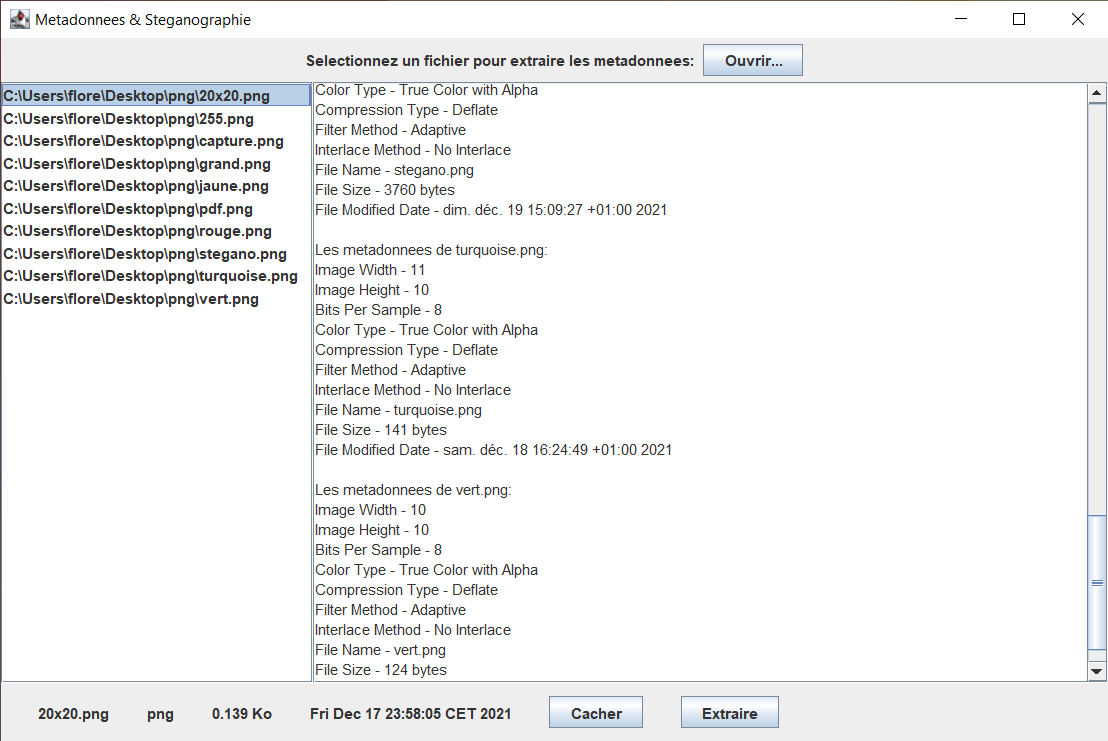 Metadonnees & Steganographie
Selectionnez un fichier pour extraire les metadonnees: Ouvrir...
C:\Users\flore\Desktop\png\20x20.png
C:\Users\flore\Desktop\png\255.png
C:\Users\flore\Desktop\png\capture.png
C:\Users\flore\Desktop\png\grand.png
C:\Users\flore\Desktop\png\jaune.png
C:\Users\flore\Desktop\png\pdf.png
C:\Users\flore\Desktop\png\rouge.png
C:\Users\flore\Desktop\png\stegano.png
C:\Users\flore\Desktop\png\turquoise.png
C:\Users\flore\Desktop\png\vert.png
Color Type - True Color with Alpha
Compression Type - Deflate
Filter Method - Adaptive
Interlace Method - No Interlace
File Name - stegano.png
File Size - 3760 bytes
File Modified Date - dim. déc. 19 15:09:27 +01:00 2021
Les metadonnees de turquoise.png:
Image Width - 11
Image Height - 10
Bits Per Sample - 8
Color Type - True Color with Alpha
Compression Type - Deflate
Filter Method - Adaptive
Interlace Method - No Interlace
File Name - turquoise.png
File Size - 141 bytes
File Modified Date - sam. déc. 18 16:24:49 +01:00 2021
Les metadonnees de vert.png:
Image Width - 10
Image Height - 10
Bits Per Sample - 8
Color Type - True Color with Alpha
Compression Type - Deflate
Filter Method - Adaptive
Interlace Method - No Interlace
File Name - vert.png
File Size - 124 bytes
20x20.png png 0.139 Ko Fri Dec 17 23:58:05 CET 2021 Cacher Extraire